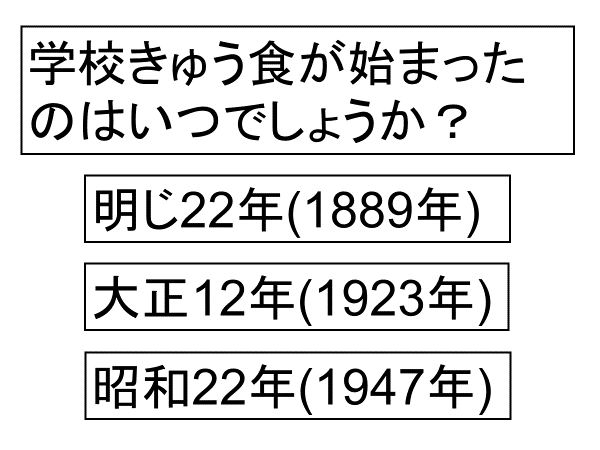 学校きゅう食が始まった
のはいつでしょうか？
明じ22年(1889年)
大正12年(1923年)
昭和22年(1947年)